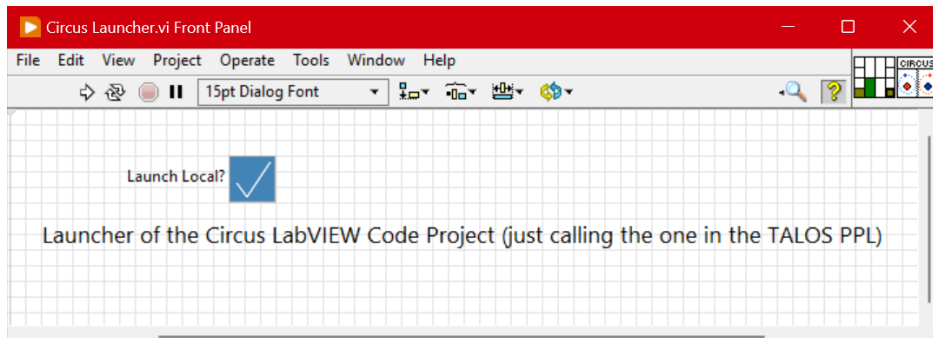 Circus Launcher.vi Front Panel
File Edit View Project Operate Tools Window Help
15pt Dialog Font
CIRCUS
Launch Local?
Launcher of the Circus LabVIEW Code Project (just calling the one in the TALOS PPL)